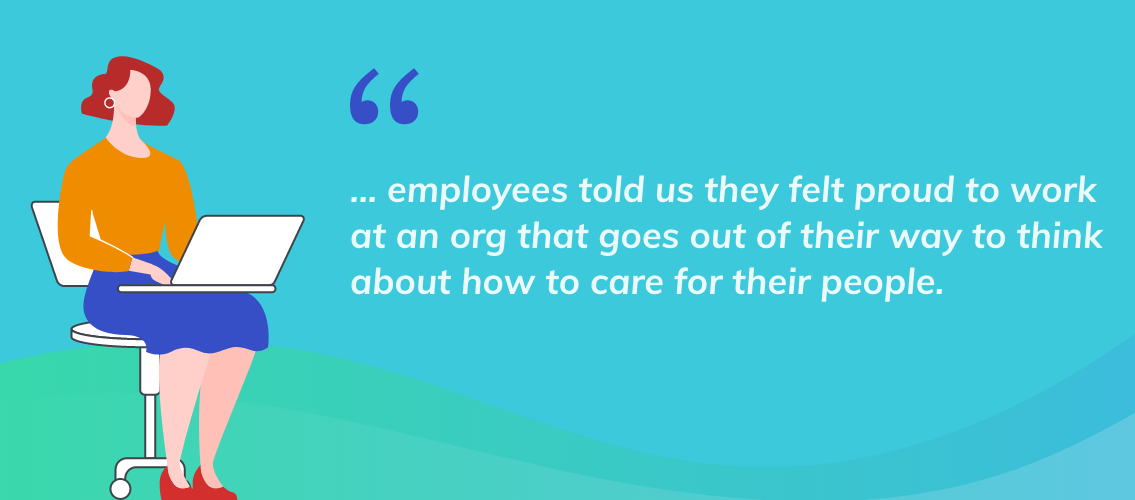 “
... employees told us they felt proud to work
at an org that goes out of their way to think
about how to care for their people.